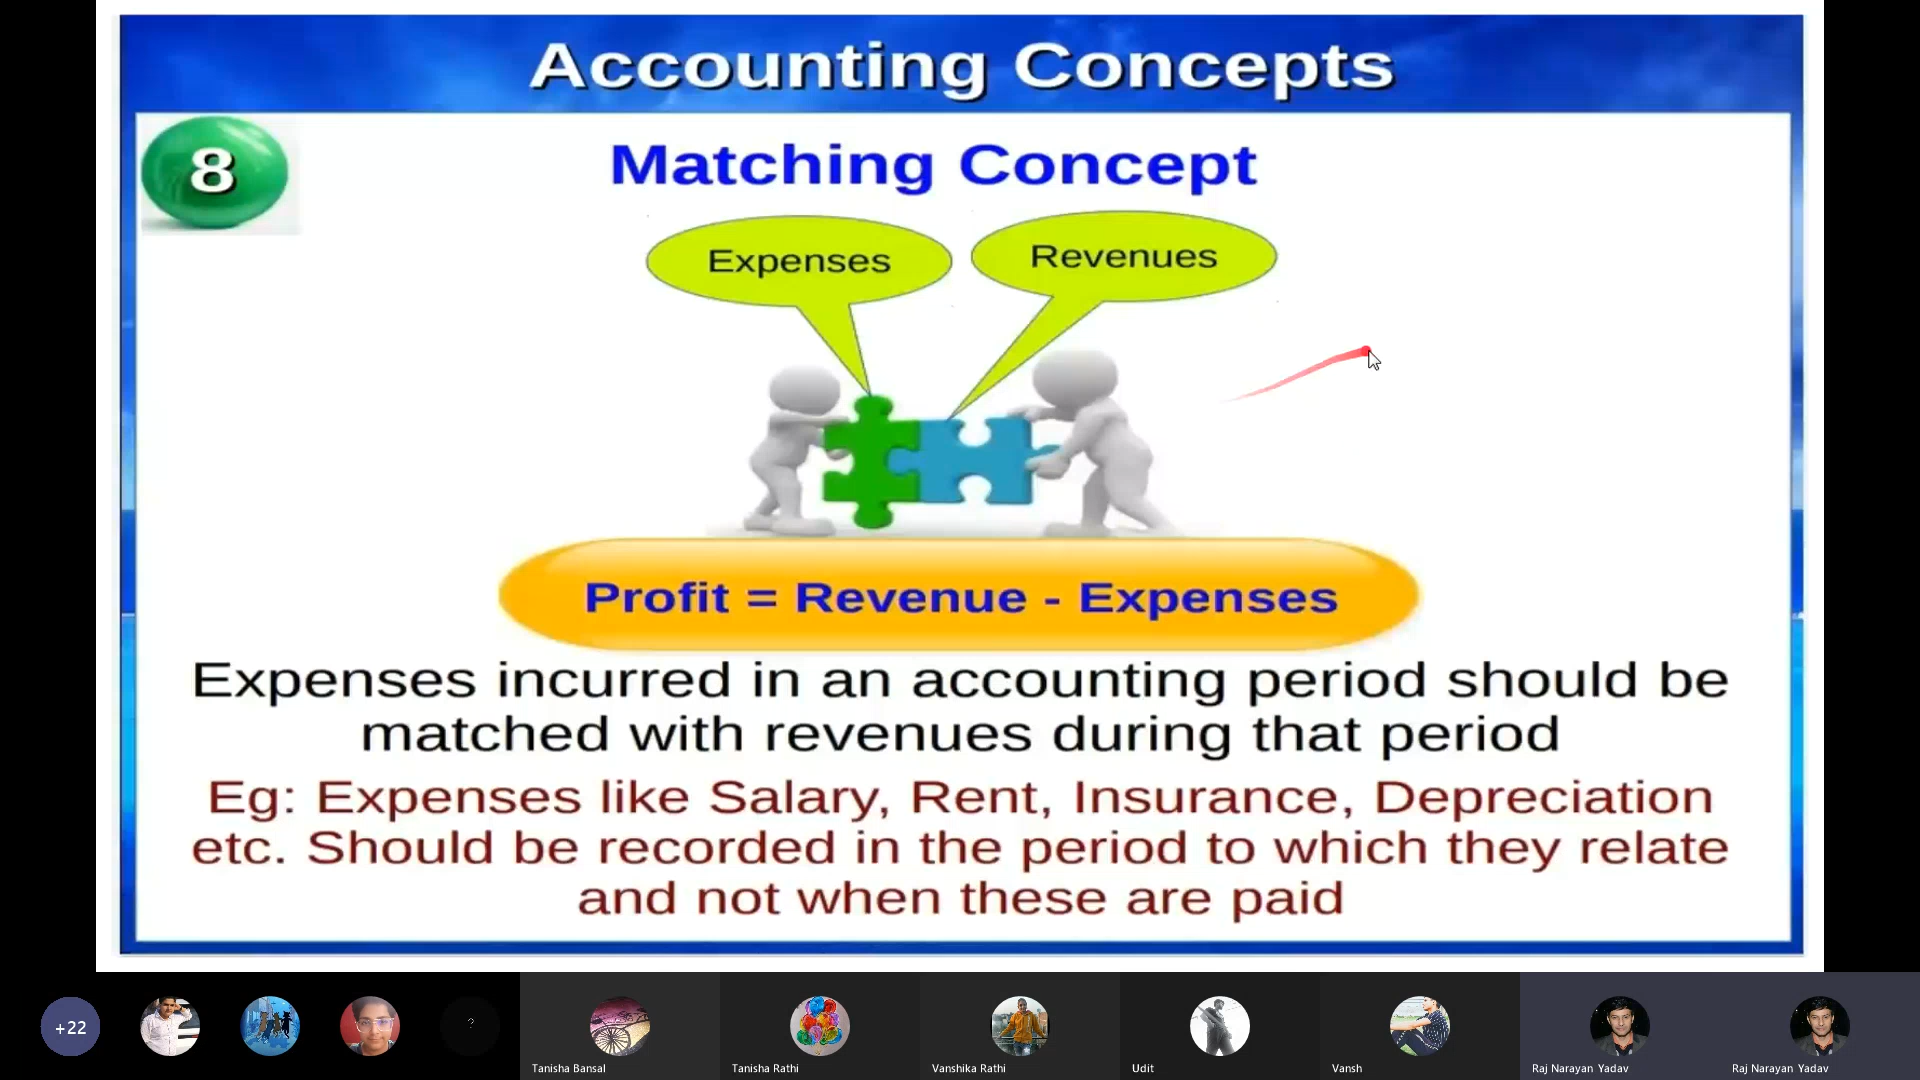 Accounting Concepts
8
Matching Concept
Expenses
Revenues
Profit = Revenue - Expenses
Expenses incurred in an accounting period should be
matched with revenues during that period
Eg: Expenses like Salary, Rent, Insurance, Depreciation
etc. Should be recorded in the period to which they relate
and not when these are paid
+22
?
Tanisha Bansal
Tanisha Rathi
Vanshika Rathi
Udit
Vansh
Raj Narayan Yadav
Raj Narayan Yadav